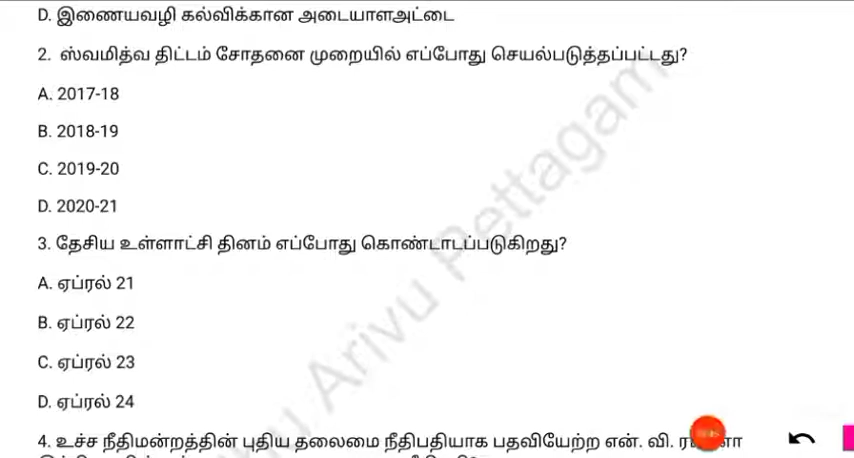 D. இணையவழி கல்விக்கான அடையாளஅட்டை
2. ஸ்வமித்வ திட்டம் சோதனை முறையில் எப்போது செயல்படுத்தப்பட்டது?
A. 2017-18
B. 2018-19
C. 2019-20
D. 2020-21
3. தேசிய உள்ளாட்சி தினம் எப்போது கொண்டாடப்படுகிறது?
A. ஏப்ரல் 21
B. ஏப்ரல் 22
C. ஏப்ரல் 23
D. ஏப்ரல் 24
4. உச்ச நீதிமன்றத்தின் புதிய தலைமை நீதிபதியாக பதவியேற்ற என். வி.
Arivu Pettagam